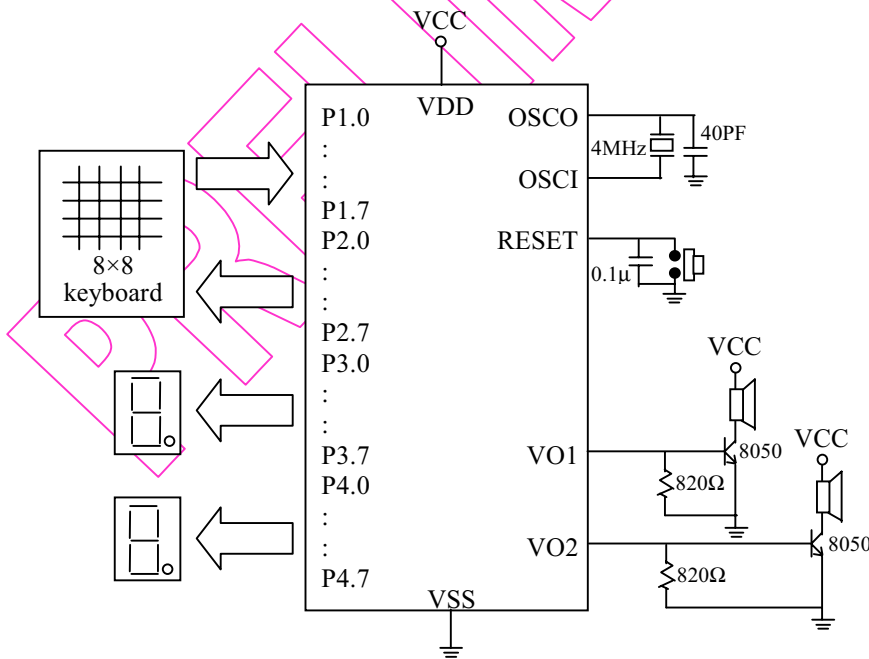 VCC
VDD
P1.0
:
:
P1.7
P2.0
:
:
P2.7
P3.0
:
:
P3.7
P4.0
:
:
P4.7
VSS
8×8
keyboard
OSCO
4MHz
40PF
OSCI
RESET
0.1μ
VCC
VO1
8050
820Ω
VCC
VO2
8050
820Ω